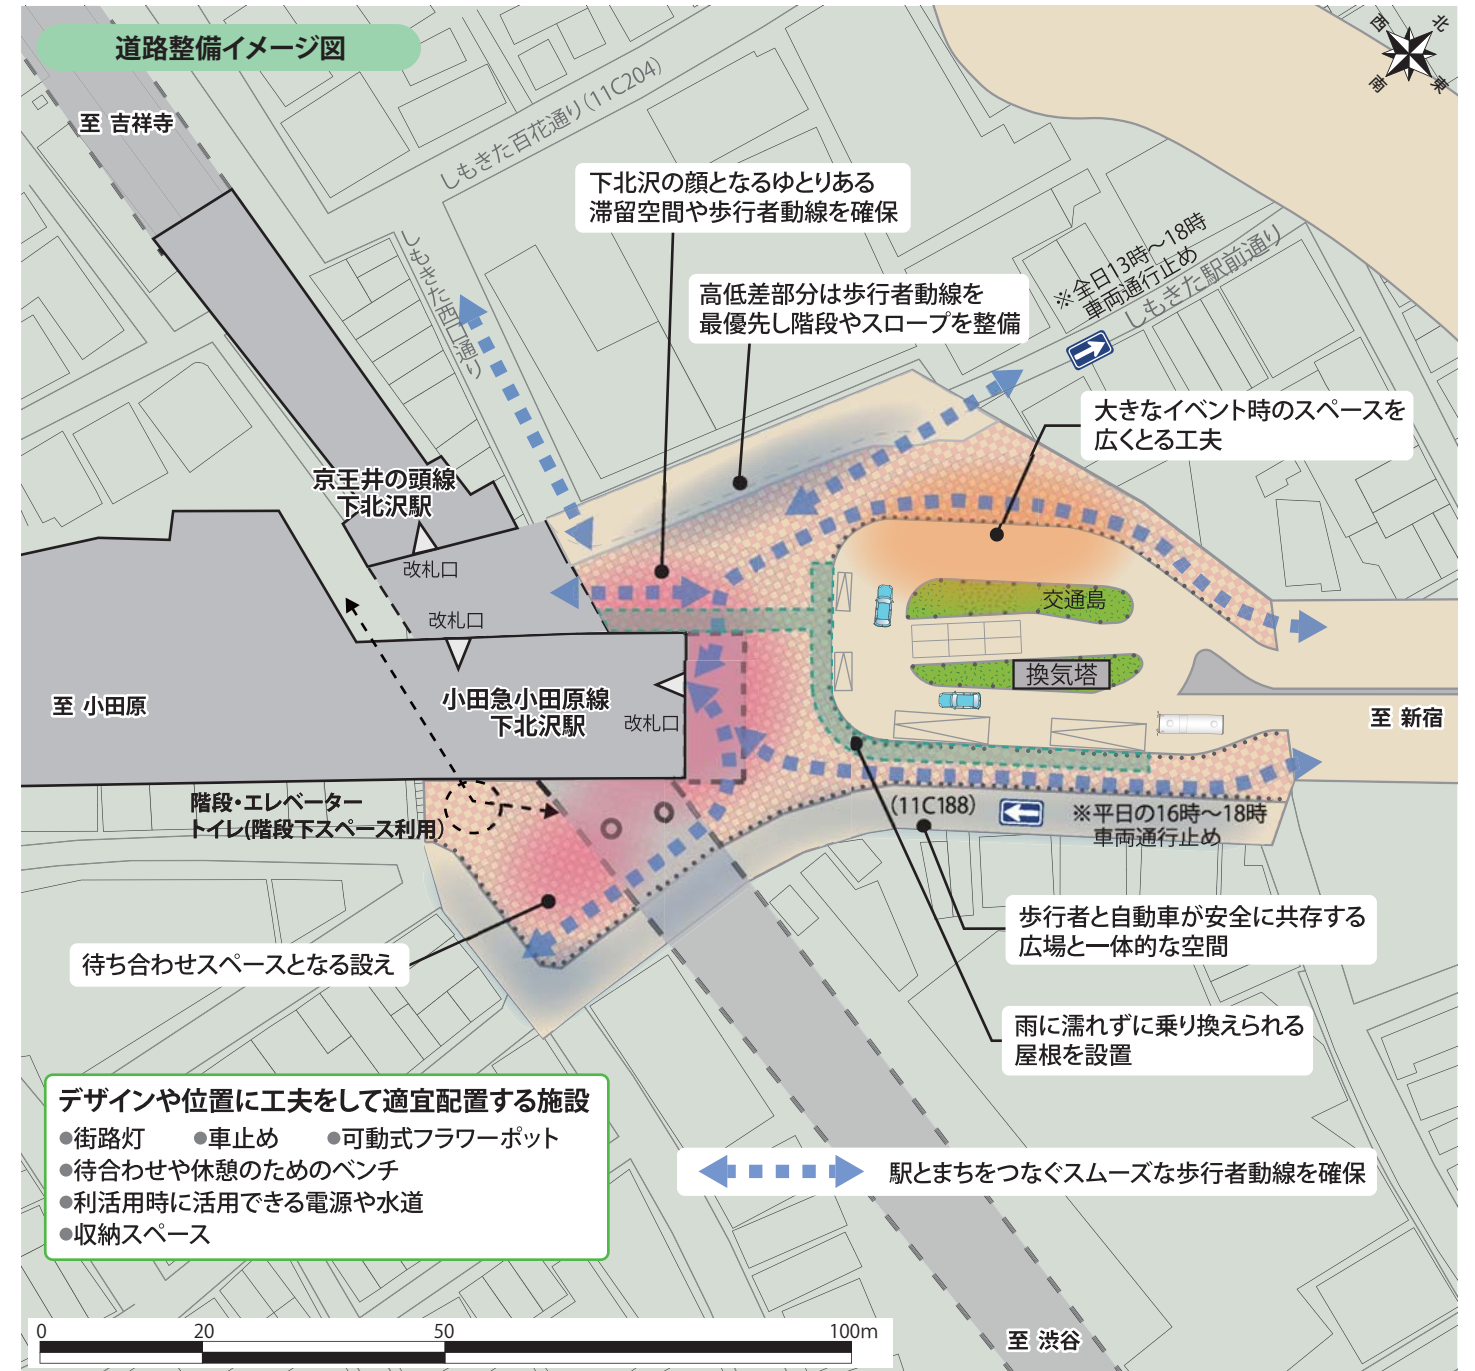 道路整備イメージ図
西
北
南
東
至 吉祥寺
しもきた百花通り(11C204)
下北沢の顔となるゆとりある
滞留空間や歩行者動線を確保
しもきた西口通り
高低差部分は歩行者動線を
最優先し階段やスロープを整備
※全日13時～18時
車両通行止め
しもきた駅前通り
大きなイベント時のスペースを
広くとる工夫
京王井の頭線
下北沢駅
改札口
改札口
交通島
換気塔
至 小田原
小田急小田原線
下北沢駅
改札口
至 新宿
階段・エレベーター
トイレ(階段下スペース利用)
(11C188)
※平日の16時～18時
車両通行止め
歩行者と自動車が安全に共存する
広場と一体的な空間
待ち合わせスペースとなる設え
雨に濡れずに乗り換えられる
屋根を設置
デザインや位置に工夫をして適宜配置する施設
●街路灯 ●車止め ●可動式フラワーポット
●待合わせや休憩のためのベンチ
●利活用時に活用できる電源や水道
●収納スペース
駅とまちをつなぐスムーズな歩行者動線を確保
至 渋谷
0 20 50 100m